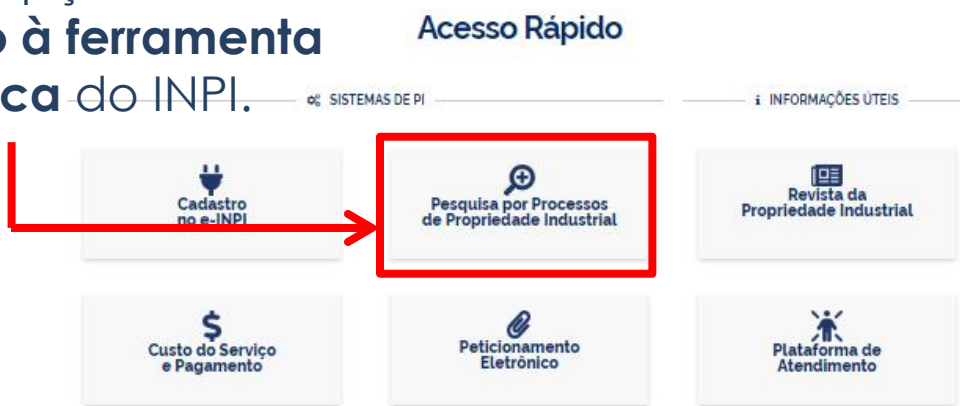 à ferramenta
do INPI.
Acesso Rápido
SISTEMAS DE PI
INFORMAÇÕES ÚTEIS
Cadastro
no e-INPI
Pesquisa por Processos
de Propriedade Industrial
Revista da
Propriedade Industrial
Custo do Serviço
e Pagamento
Peticionamento
Eletrônico
Plataforma de
Atendimento